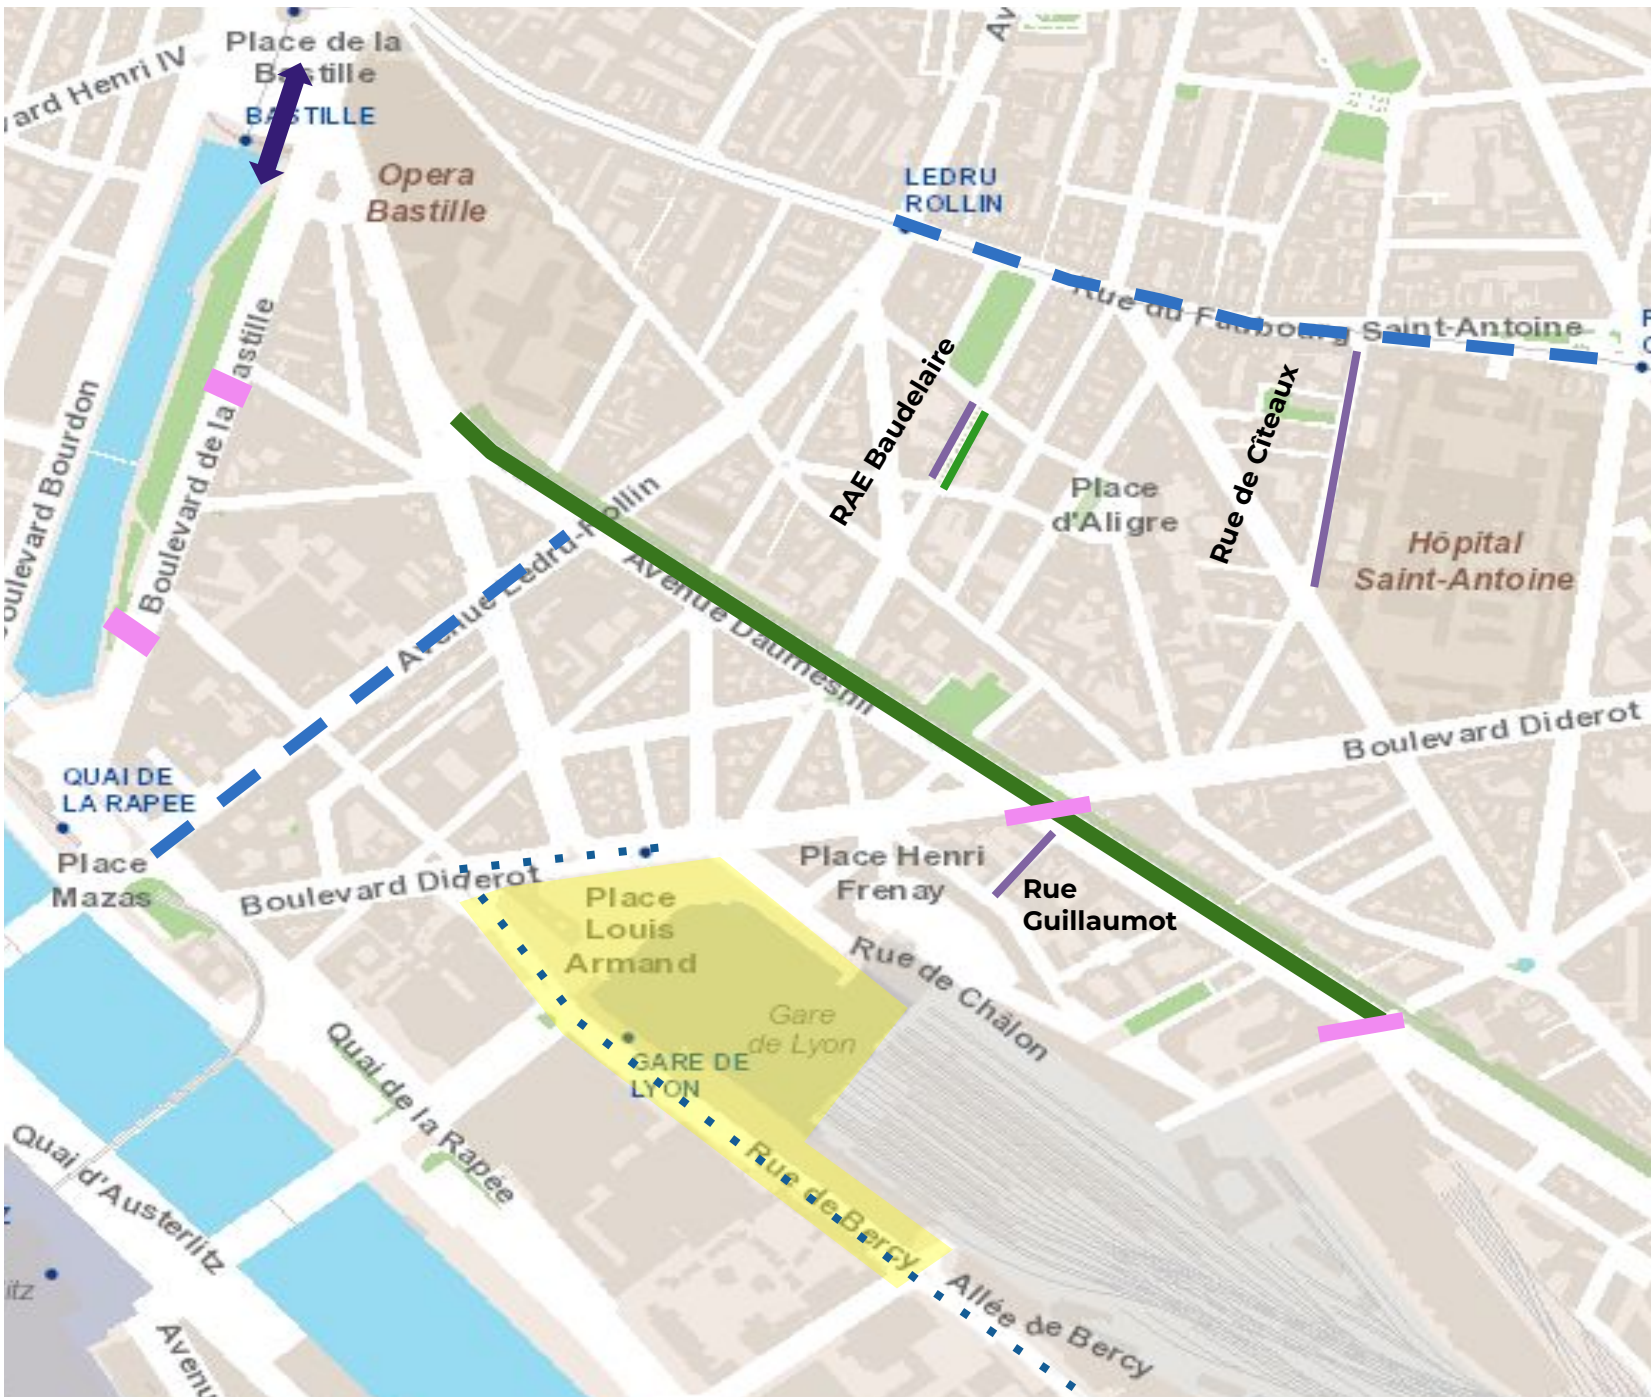 Place de la
Bastille
BASTILLE
ard Henri IV
Av
Opera
Bastille
LEDRU
ROLLIN
Rue du Faubourg Saint-Antoine
Boulevard Bourdon
Boulevard de la Bastille
RAE Baudelaire
Rue de Cîteaux
Place
d'Aligre
Hôpital
Saint-Antoine
Avenue Ledru-Rollin
Avenue Daumesnil
Boulevard Diderot
QUAI DE
LA RAPEE
Place
Mazas
Boulevard Diderot
Place
Louis
Armand
Place Henri
Frenay
Rue
Guillaumot
Rue de Châlon
Gare
de Lyon
GARE DE
LYON
Quai de la Rapée
Rue de Bercy
Allée de Bercy
Quai d'Austerlitz
itz
Avenu